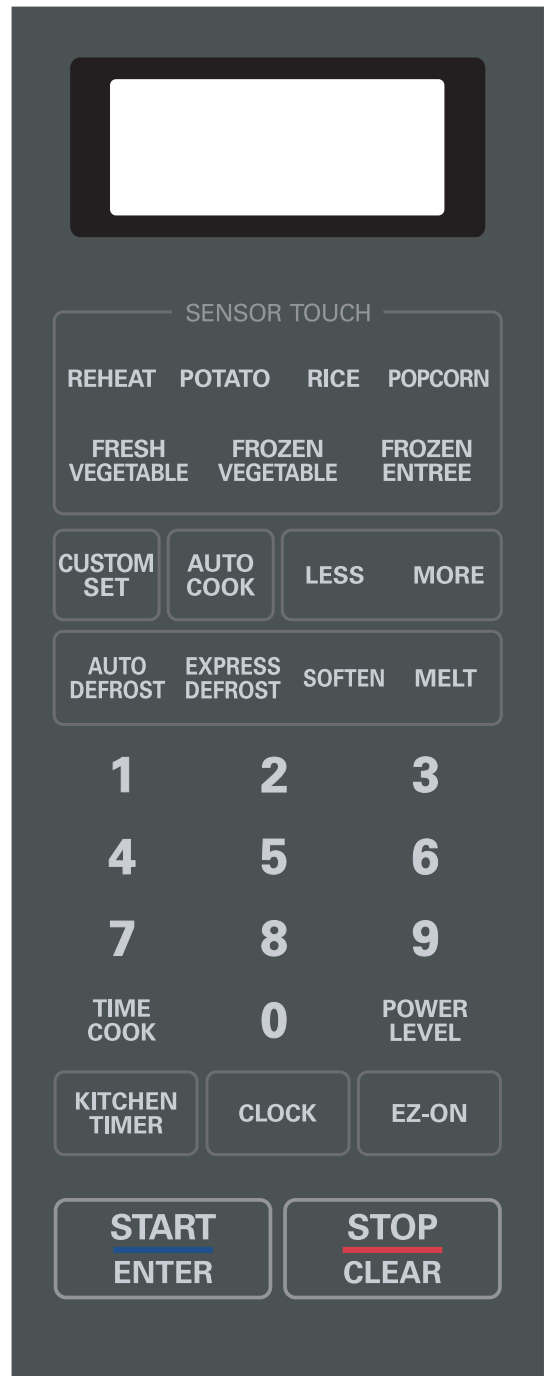 SENSOR TOUCH
REHEAT POTATO RICE POPCORN
FRESH VEGETABLE
FROZEN VEGETABLE
FROZEN ENTREE
CUSTOM SET
AUTO COOK
LESS MORE
AUTO DEFROST
EXPRESS DEFROST
SOFTEN MELT
1 2 3
4 5 6
7 8 9
TIME COOK
0
POWER LEVEL
KITCHEN TIMER
CLOCK
EZ-ON
START
ENTER
STOP
CLEAR